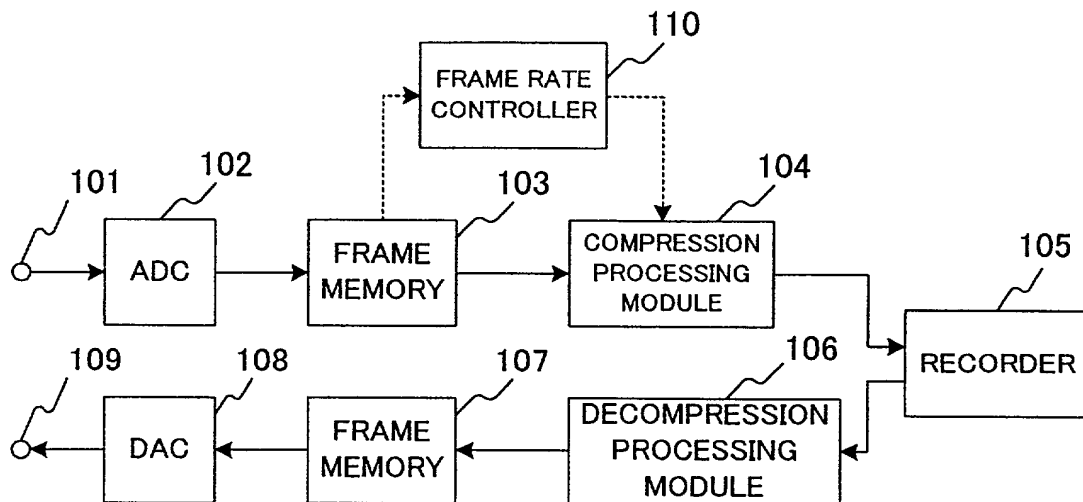 110
FRAME RATE
CONTROLLER
101
102
103
104
ADC
FRAME
MEMORY
COMPRESSION
PROCESSING
MODULE
105
RECORDER
109
108
107
106
DAC
FRAME
MEMORY
DECOMPRESSION
PROCESSING
MODULE